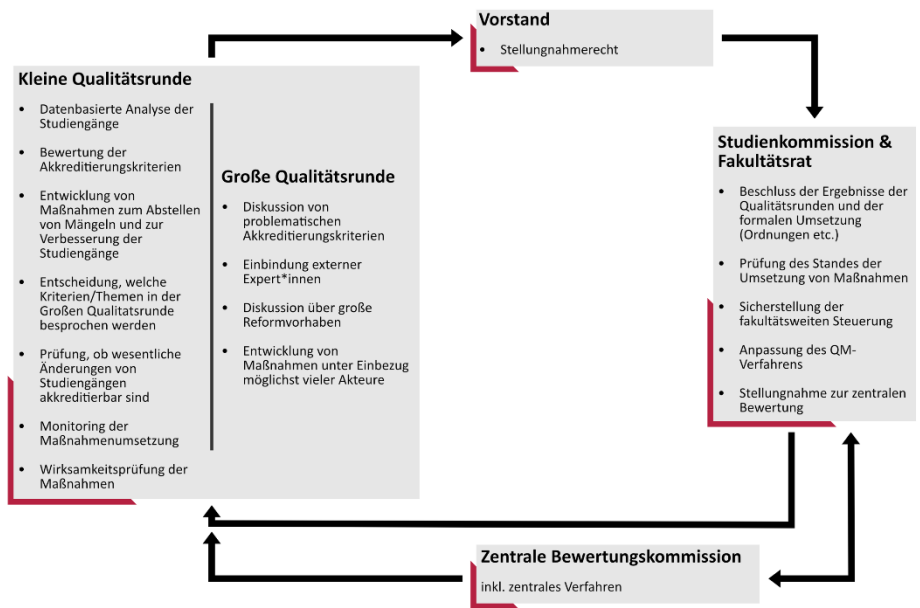 Vorstand
• Stellungnahmerecht
Kleine Qualitätsrunde
• Datenbasierte Analyse der
Studiengänge
• Bewertung der
Akkreditierungskriterien
• Entwicklung von
Maßnahmen zum Abstellen
von Mängeln und zur
Verbesserung der
Studiengänge
• Entscheidung, welche
Kriterien/Themen in der
Großen Qualitatsrunde
besprochen werden
• Prüfung, ob wesentliche
Änderungen von
Studiengängen
akkreditierbar sind
• Monitoring der
Maßnahmenumsetzung
• Wirksamkeitsprüfung der
Maßnahmen
Große Qualitätsrunde
• Diskussion von
problematischen
Akkreditierungskriterien
• Einbindung externer
Expert*innen
• Diskussion über große
Reformvorhaben
• Entwicklung von
Maßnahmen unter Einbezug
möglichst vieler Akteure
Studienkommission &
Fakultätsrat
• Beschluss der Ergebnisse der
Qualitätsrunden und der
formalen Umsetzung
(Ordnungen etc.)
• Prüfung des Standes der
Umsetzung von Maßnahmen
• Sicherstellung der
fakultätsweiten Steuerung
• Anpassung des QM-
Verfahrens
• Stellungnahme zur zentralen
Bewertung
Zentrale Bewertungskommission
inkl. zentrales Verfahren